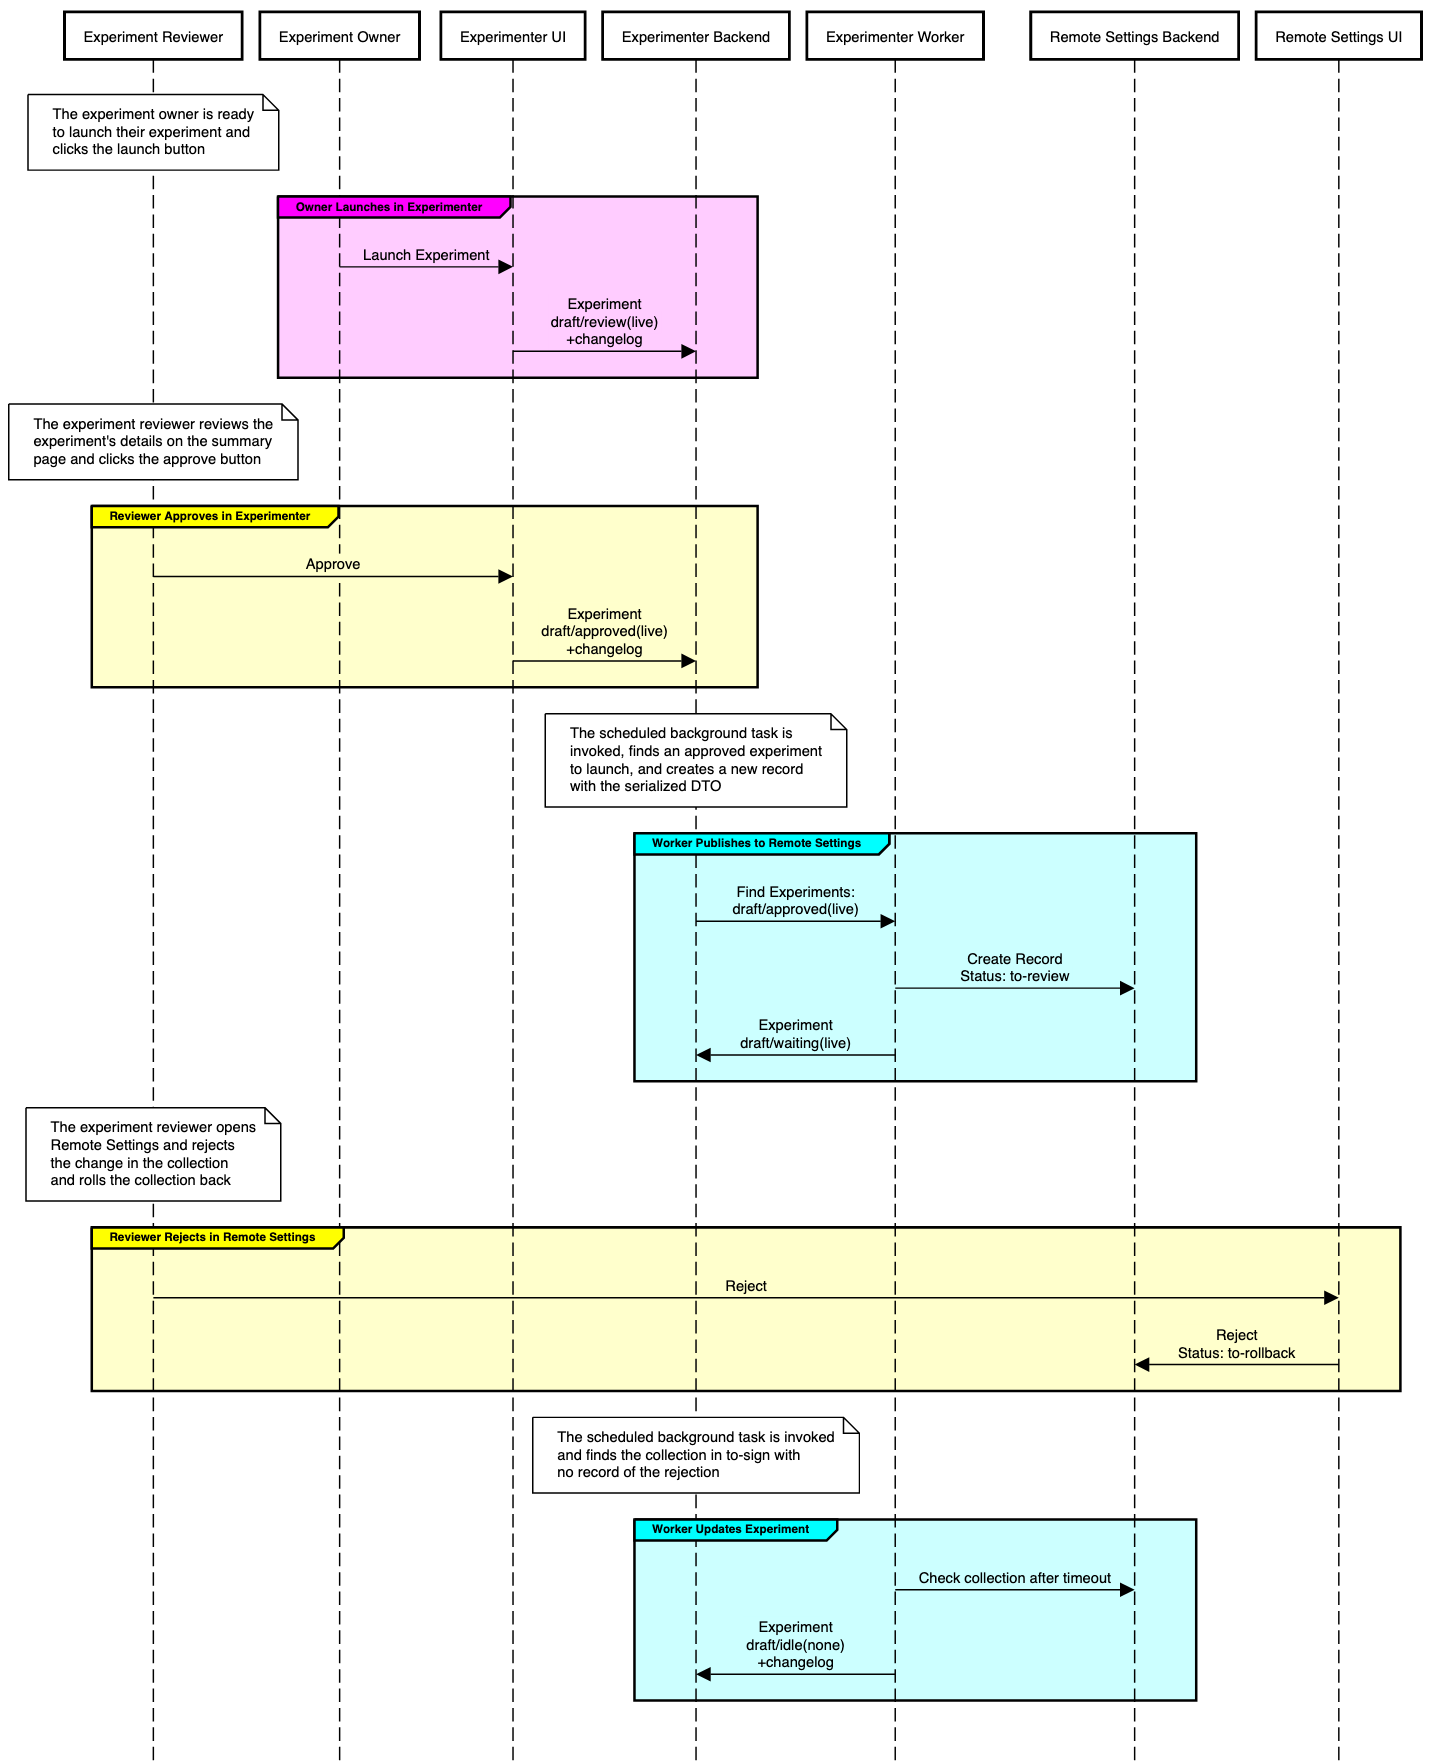 Experiment Reviewer
Experiment Owner
Experimenter UI
Experimenter Backend
Experimenter Worker
Remote Settings Backend
Remote Settings UI
The experiment owner is ready
to launch their experiment and
clicks the launch button
Owner Launches in Experimenter
Launch Experiment
Experiment
draft/review(live)
+changelog
The experiment reviewer reviews the
experiment's details on the summary
page and clicks the approve button
Reviewer Approves in Experimenter
Approve
Experiment
draft/approved(live)
+changelog
The scheduled background task is
invoked, finds an approved experiment
to launch, and creates a new record
with the serialized DTO
Worker Publishes to Remote Settings
Find Experiments:
draft/approved(live)
Create Record
Status: to-review
Experiment
draft/waiting(live)
The experiment reviewer opens
Remote Settings and rejects
the change in the collection
and rolls the collection back
Reviewer Rejects in Remote Settings
Reject
Reject
Status: to-rollback
The scheduled background task is invoked
and finds the collection in to-sign with
no record of the rejection
Worker Updates Experiment
Check collection after timeout
Experiment
draft/idle(none)
+changelog